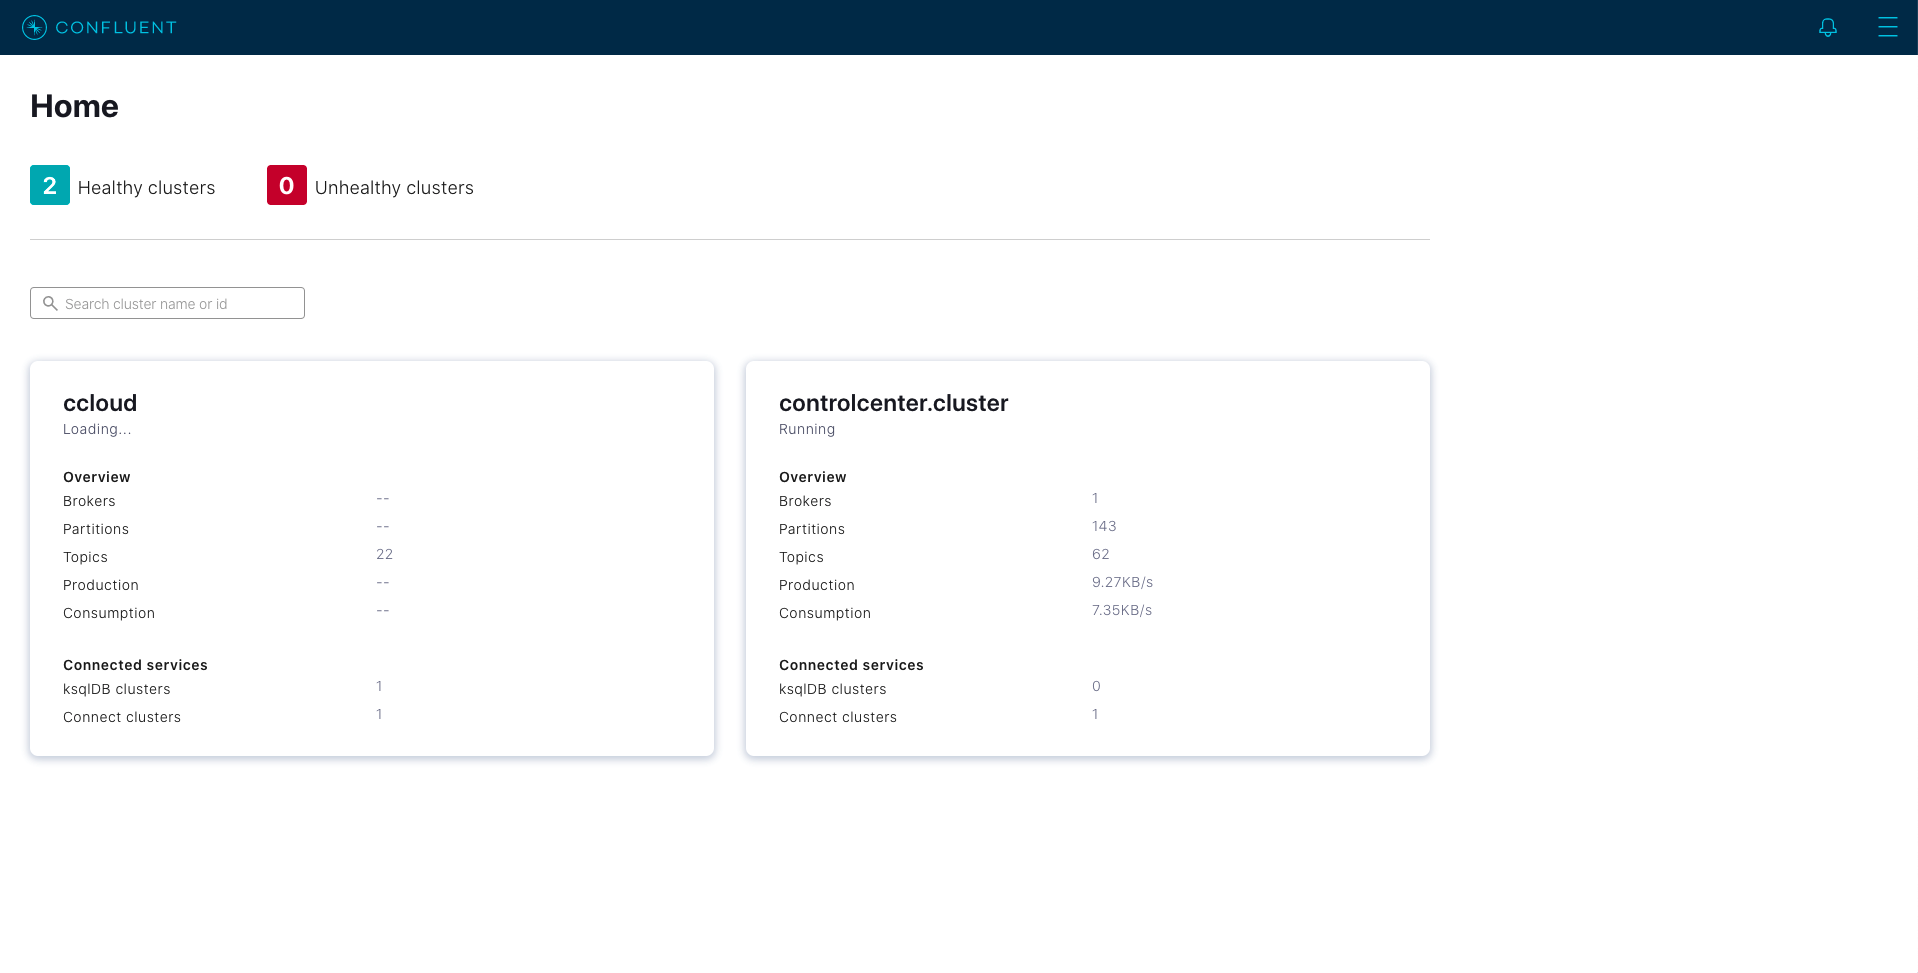 CONFLUENT
Home
2 Healthy clusters
0 Unhealthy clusters
Search cluster name or id
ccloud
Loading...
Overview
Brokers --
Partitions --
Topics 22
Production --
Consumption --
Connected services
ksqlDB clusters 1
Connect clusters 1
controlcenter.cluster
Running
Overview
Brokers 1
Partitions 143
Topics 62
Production 9.27KB/s
Consumption 7.35KB/s
Connected services
ksqlDB clusters 0
Connect clusters 1